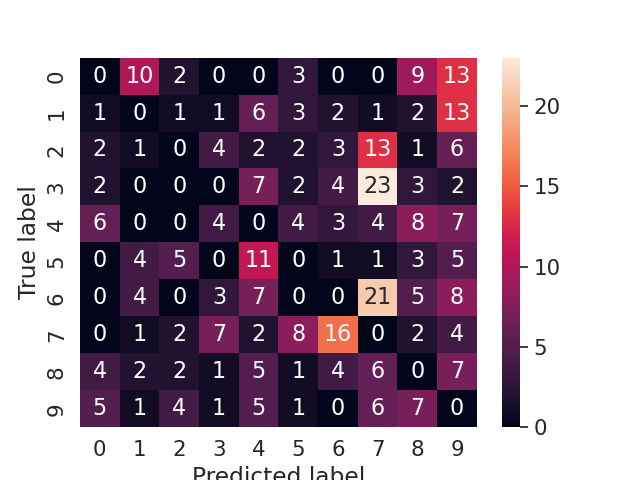 0 0 10 2 0 0 3 0 0 9 13
1 1 0 1 1 6 3 2 1 2 13
2 2 1 0 4 2 2 3 13 1 6
3 2 0 0 0 7 2 4 23 3 2
4 6 0 0 4 0 4 3 4 8 7
5 0 4 5 0 11 0 1 1 3 5
6 0 4 0 3 7 0 0 21 5 8
7 0 1 2 7 2 8 16 0 2 4
8 4 2 2 1 5 1 4 6 0 7
9 5 1 4 1 5 1 0 6 7 0
0 1 2 3 4 5 6 7 8 9
True label
Predicted label
20
15
10
5
0